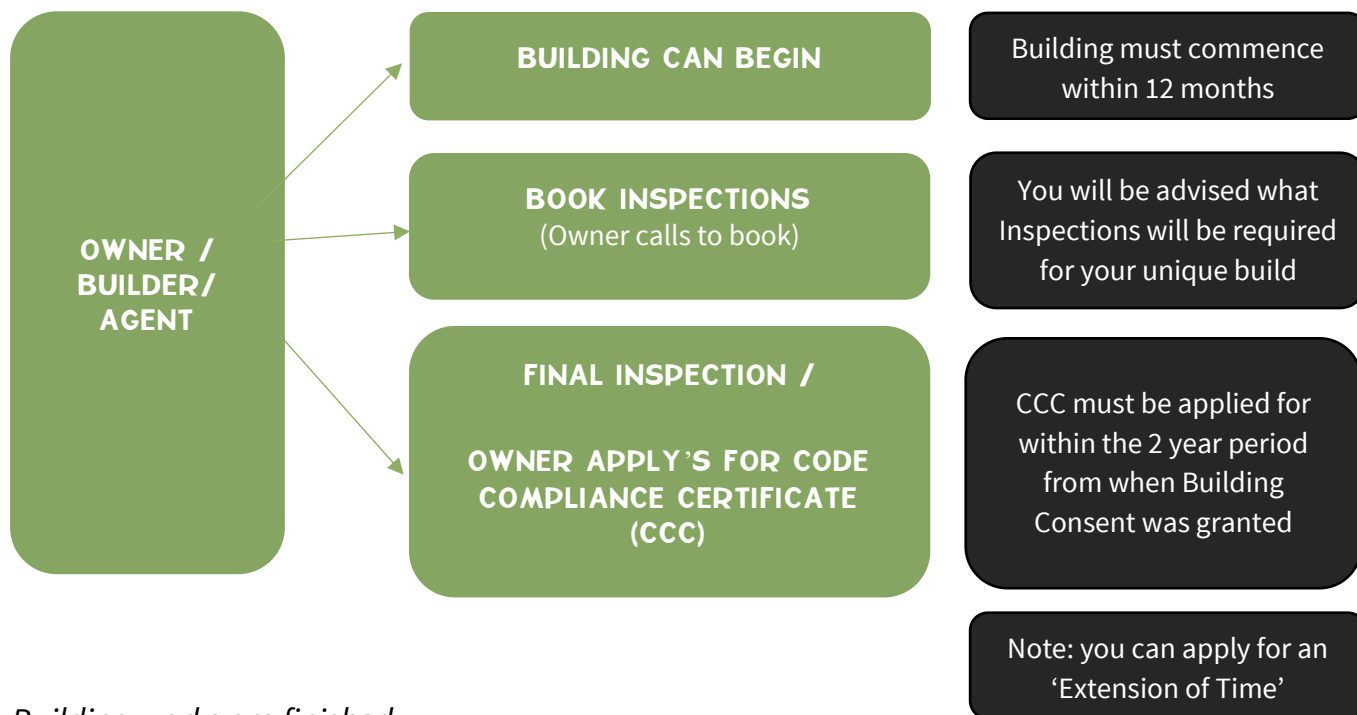 OWNER /
BUILDER/
AGENT
BUILDING CAN BEGIN
Building must commence
within 12 months
BOOK INSPECTIONS
(Owner calls to book)
You will be advised what
Inspections will be required
for your unique build
FINAL INSPECTION /
OWNER APPLY'S FOR CODE
COMPLIANCE CERTIFICATE
(CCC)
CCC must be applied for
within the 2 year period
from when Building
Consent was granted
Note: you can apply for an
‘Extension of Time’